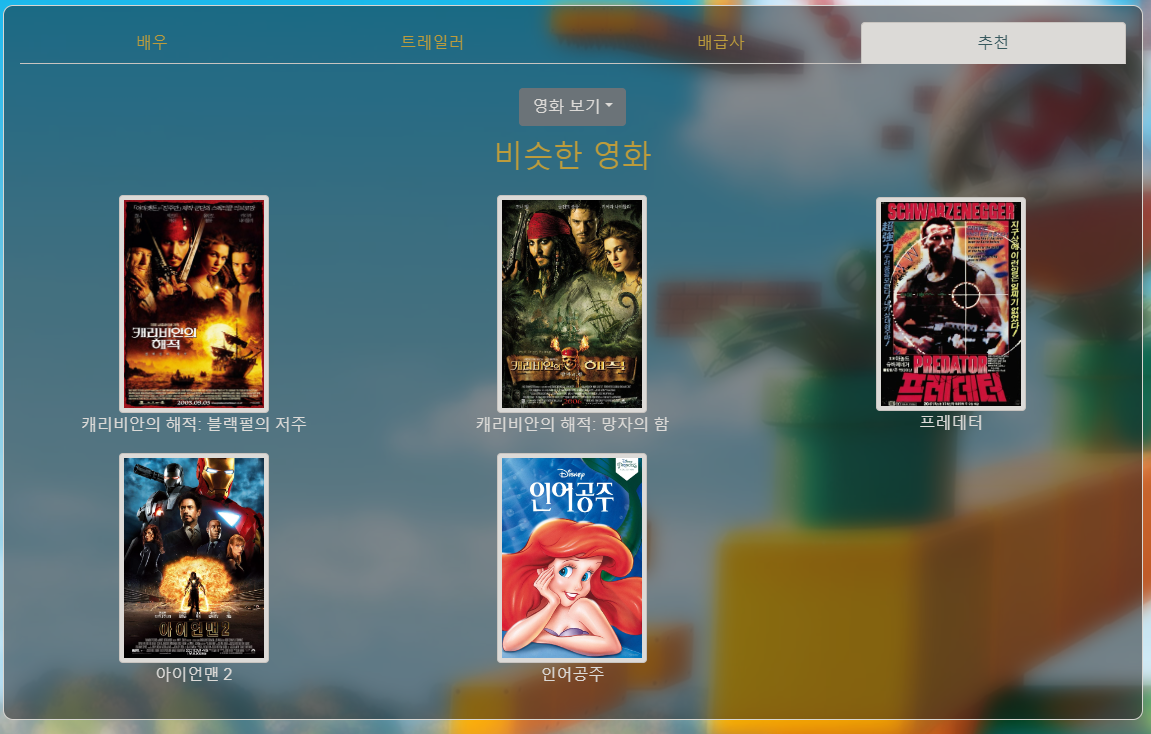 배우
트레일러
배급사
추천
영화 보기
비슷한 영화
캐리비안의
해적
2003.09.05
캐리비안의 해적: 블랙펄의 저주
캐리비안의 해적
캐리비안의 해적: 망자의 함
SCHWARZENEGGER
PREDATOR
프레데터
프레데터
아이언맨 2
아이언맨 2
Disney
인어공주
인어공주